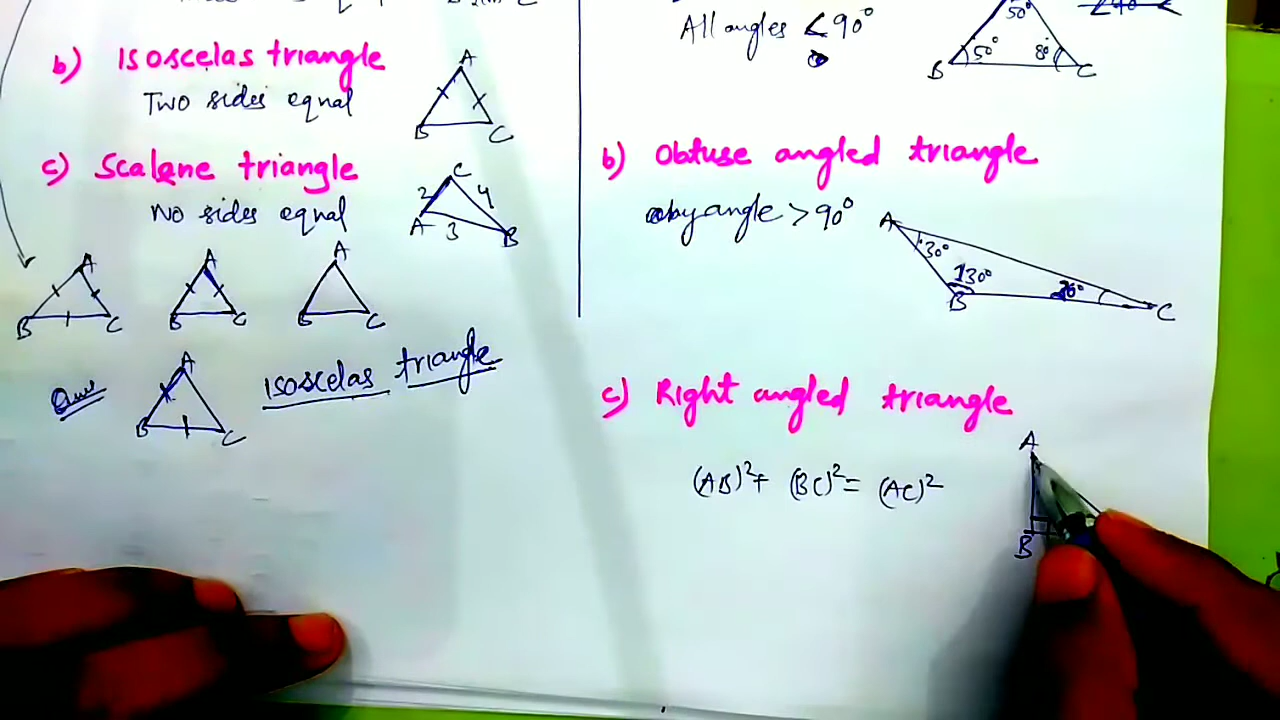 b) Isoscelas triangle
Two sides equal
A
B C
c) Scalene triangle
No sides equal
C
2 4
A 3 B
A A A
B C B C B C
Ans
A
B C
isoscelas triangle
All angles < 90°
50°
50° 80°
B C
b) Obtuse angled triangle
angle > 90°
A
30°
130°
B C
c) Right angled triangle
(AB)² + (BC)² = (AC)²
A
B